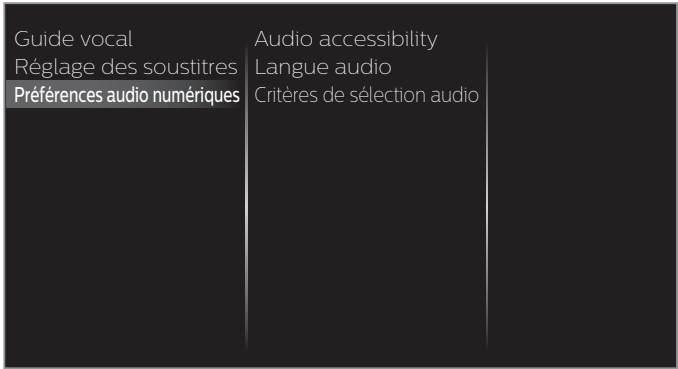 Guide vocal
Réglage des soustitres
Préférences audio numériques
Audio accessibility
Langue audio
Critères de sélection audio